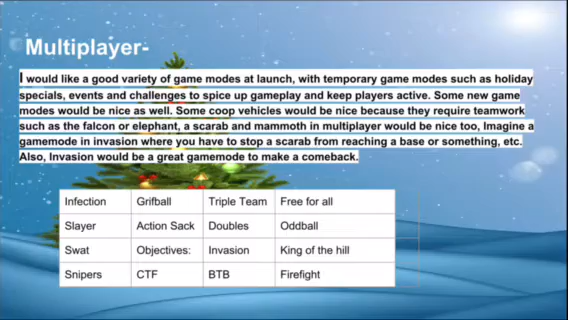 Multiplayer-
I would like a good variety of game modes at launch, with temporary game modes such as holiday
specials, events and challenges to spice up gameplay and keep players active. Some new game
modes would be nice as well. Some coop vehicles would be nice because they require teamwork
such as the falcon or elephant, a scarab and mammoth in multiplayer would be nice too, Imagine a
gamemode in invasion where you have to stop a scarab from reaching a base or something, etc.
Also, Invasion would be a great gamemode to make a comeback.
Infection Grifball Triple Team Free for all
Slayer Action Sack Doubles Oddball
Swat Objectives: Invasion King of the hill
Snipers CTF BTB Firefight